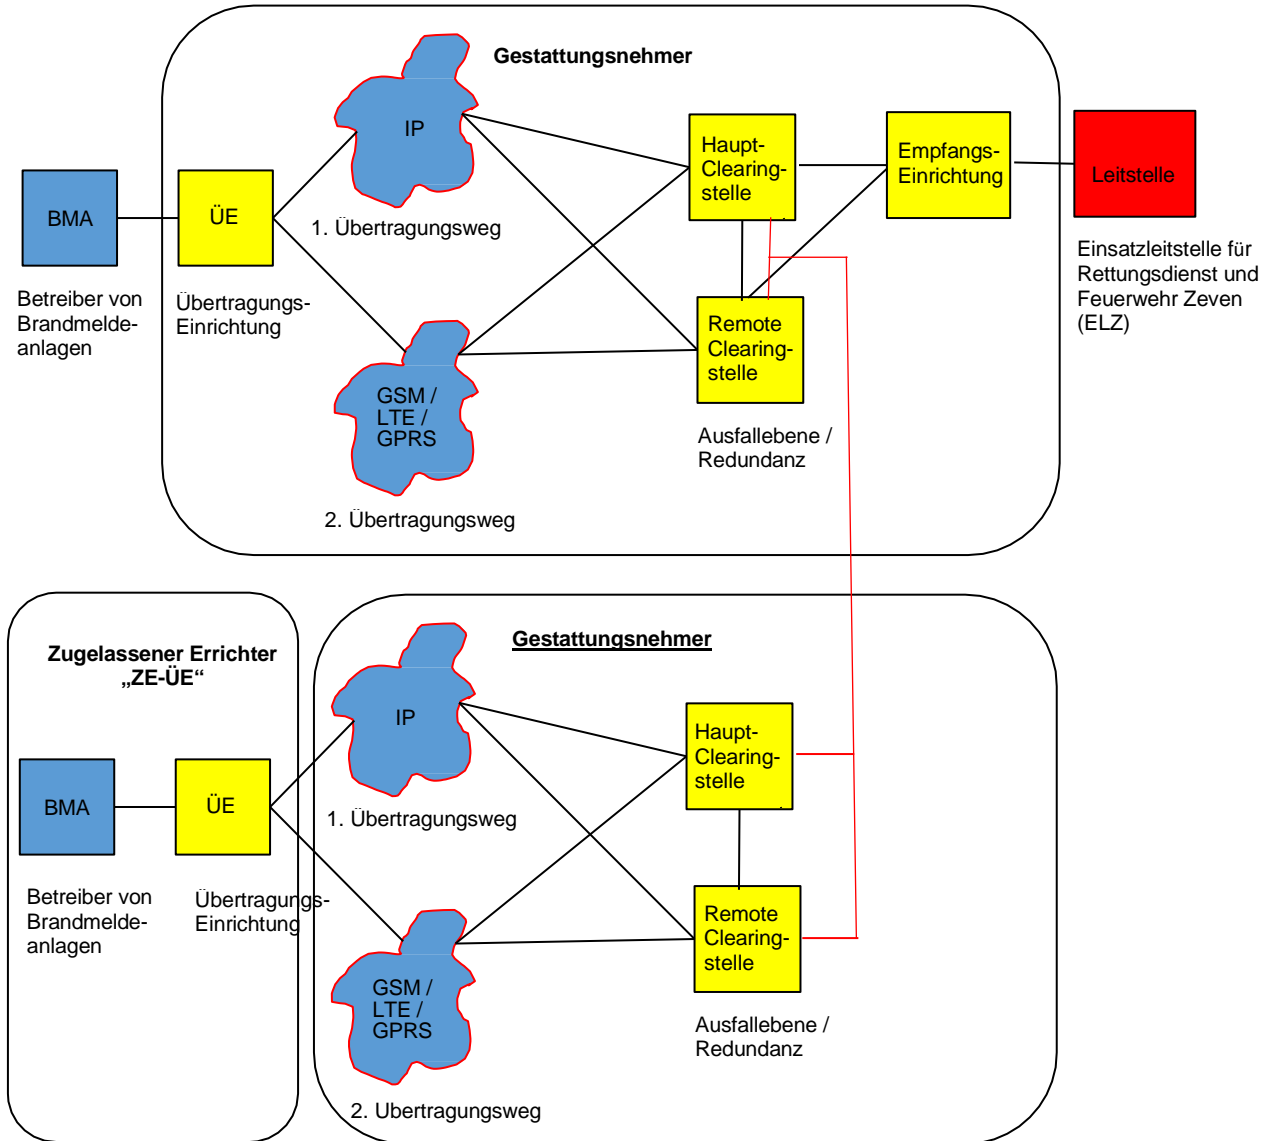 Gestattungsnehmer
IP
Haupt-
Clearing-
stelle
Empfangs-
Einrichtung
Leitstelle
BMA
ÜE
1. Übertragungsweg
Betreiber von
Brandmelde-
anlagen
Übertragungs-
Einrichtung
Einsatzleitstelle für
Rettungsdienst und
Feuerwehr Zeven
(ELZ)
Remote
Clearing-
stelle
GSM /
LTE /
GPRS
Ausfallebene /
Redundanz
2. Übertragungsweg
Zugelassener Errichter
„ZE-ÜE“
Gestattungsnehmer
IP
Haupt-
Clearing-
stelle
BMA
ÜE
1. Übertragungsweg
Betreiber von
Brandmelde-
anlagen
Übertragungs-
Einrichtung
Remote
Clearing-
stelle
GSM /
LTE /
GPRS
Ausfallebene /
Redundanz
2. Ubertragungsweg